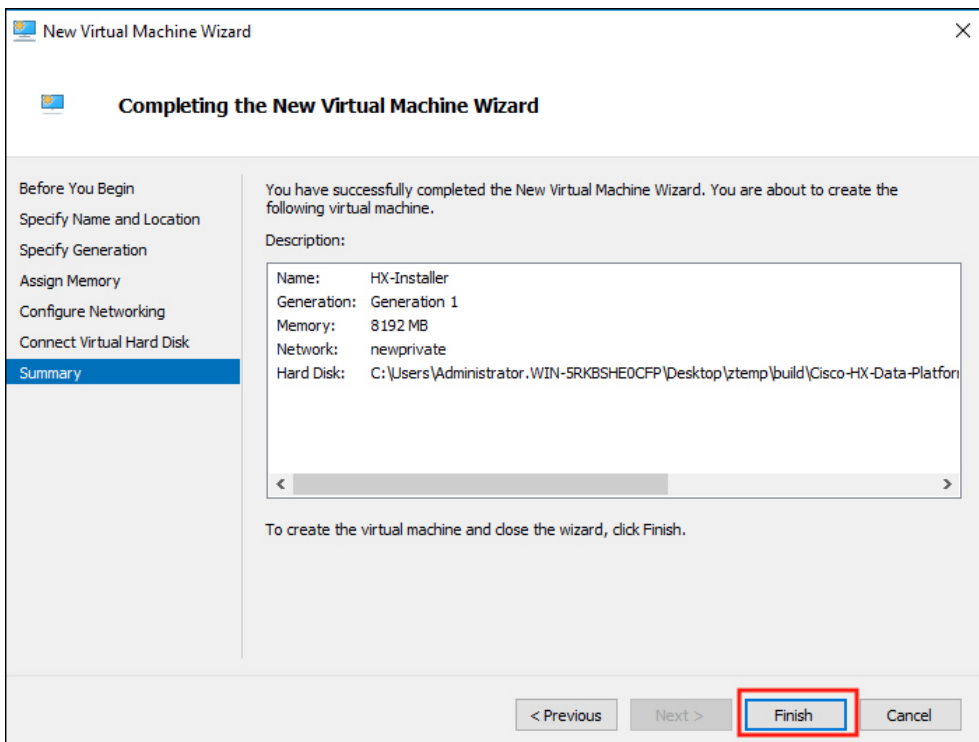 New Virtual Machine Wizard
Completing the New Virtual Machine Wizard
Before You Begin
Specify Name and Location
Specify Generation
Assign Memory
Configure Networking
Connect Virtual Hard Disk
Summary
You have successfully completed the New Virtual Machine Wizard. You are about to create the
following virtual machine.
Description:
Name: HX-Installer
Generation: Generation 1
Memory: 8192 MB
Network: newprivate
Hard Disk: C:\Users\Administrator.WIN-5RKBSHE0CFP\Desktop\ztemp\build\Cisco-HX-Data-Platfor
To create the virtual machine and close the wizard, click Finish.
< Previous
Next >
Finish
Cancel